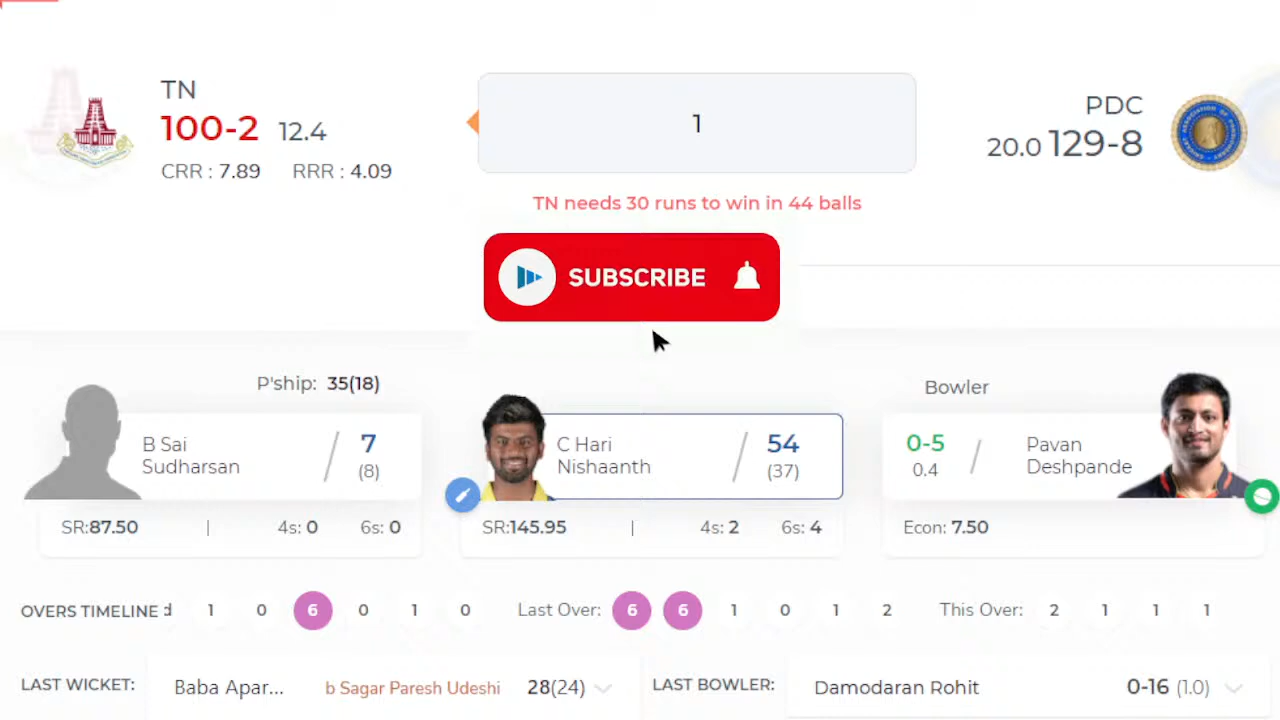 TN
100-2 12.4
CRR : 7.89 RRR : 4.09
1
PDC
20.0 129-8
TN needs 30 runs to win in 44 balls
SUBSCRIBE
P'ship: 35(18)
B Sai
Sudharsan
7
(8)
SR:87.50 | 4s: 0 6s: 0
C Hari
Nishaanth
54
(37)
SR:145.95 | 4s: 2 6s: 4
Bowler
0-5
0.4
Pavan
Deshpande
Econ: 7.50
OVERS TIMELINE 1 0 6 0 1 0 Last Over: 6 6 1 0 1 2 This Over: 2 1 1 1
LAST WICKET: Baba Apar... b Sagar Paresh Udeshi 28(24) LAST BOWLER: Damodaran Rohit 0-16 (1.0)